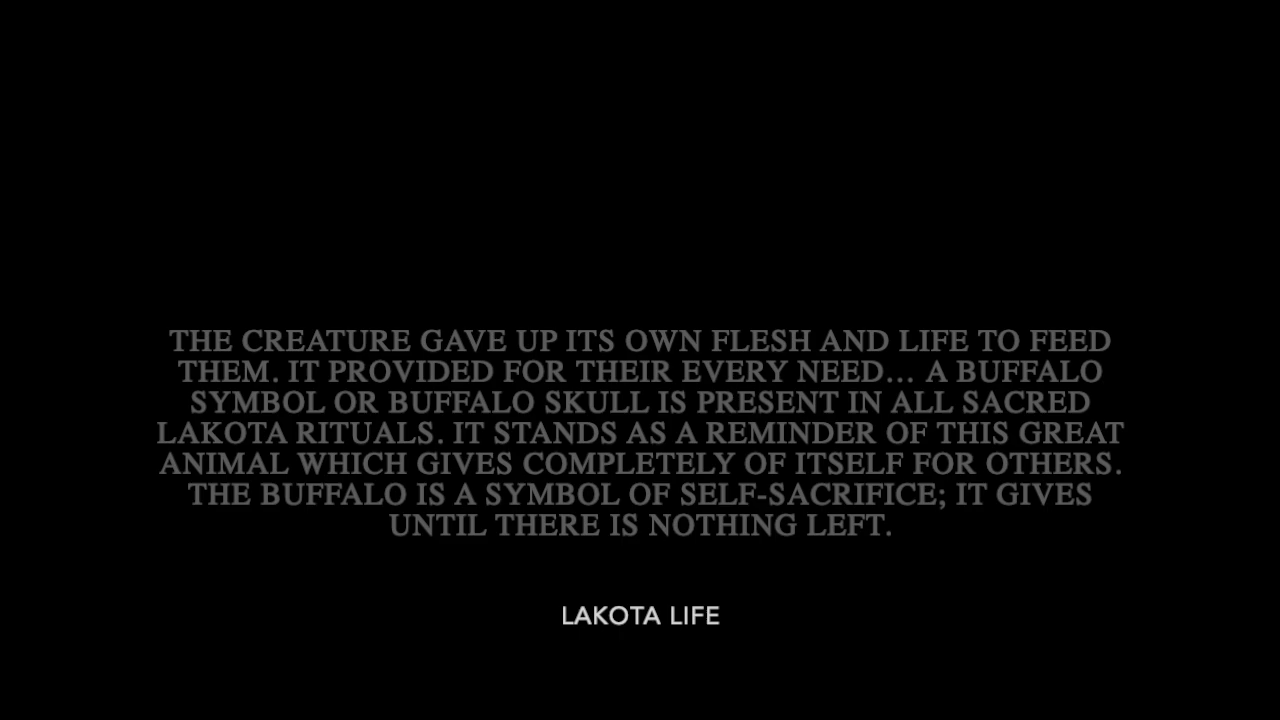 THE CREATURE GAVE UP ITS OWN FLESH AND LIFE TO FEED
THEM. IT PROVIDED FOR THEIR EVERY NEED... A BUFFALO
SYMBOL OR BUFFALO SKULL IS PRESENT IN ALL SACRED
LAKOTA RITUALS. IT STANDS AS A REMINDER OF THIS GREAT
ANIMAL WHICH GIVES COMPLETELY OF ITSELF FOR OTHERS.
THE BUFFALO IS A SYMBOL OF SELF-SACRIFICE; IT GIVES
UNTIL THERE IS NOTHING LEFT.
LAKOTA LIFE